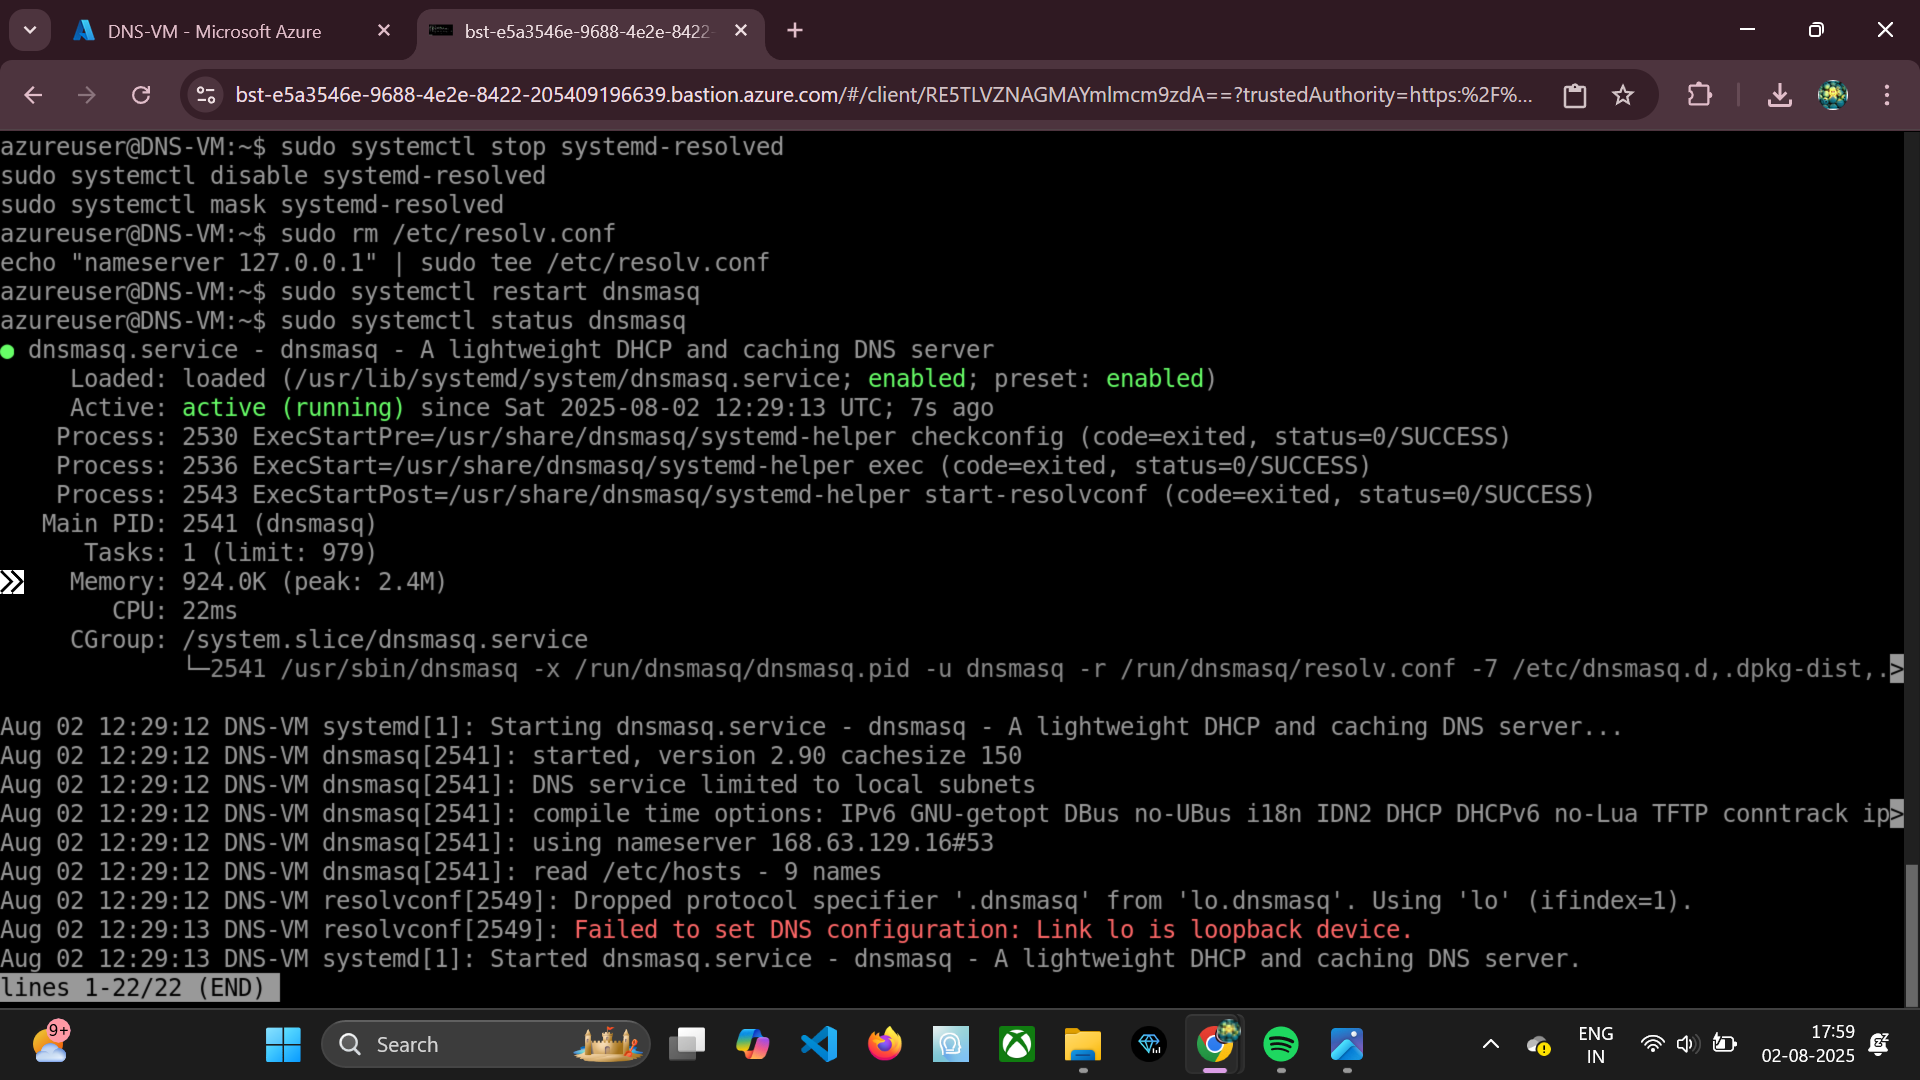 DNS-VM - Microsoft Azure
bst-e5a3546e-9688-4e2e-8422-
bst-e5a3546e-9688-4e2e-8422-205409196639.bastion.azure.com/#/client/RE5TLVZNAGMAYmlmcm9zdA==?trustedAuthority=https:%2F%...
azureuser@DNS-VM:~$ sudo systemctl stop systemd-resolved
sudo systemctl disable systemd-resolved
sudo systemctl mask systemd-resolved
azureuser@DNS-VM:~$ sudo rm /etc/resolv.conf
echo "nameserver 127.0.0.1" | sudo tee /etc/resolv.conf
azureuser@DNS-VM:~$ sudo systemctl restart dnsmasq
azureuser@DNS-VM:~$ sudo systemctl status dnsmasq
● dnsmasq.service - dnsmasq - A lightweight DHCP and caching DNS server
Loaded: loaded (/usr/lib/systemd/system/dnsmasq.service; enabled; preset: enabled)
Active: active (running) since Sat 2025-08-02 12:29:13 UTC; 7s ago
Process: 2530 ExecStartPre=/usr/share/dnsmasq/systemd-helper checkconfig (code=exited, status=0/SUCCESS)
Process: 2536 ExecStart=/usr/share/dnsmasq/systemd-helper exec (code=exited, status=0/SUCCESS)
Process: 2543 ExecStartPost=/usr/share/dnsmasq/systemd-helper start-resolvconf (code=exited, status=0/SUCCESS)
Main PID: 2541 (dnsmasq)
Tasks: 1 (limit: 979)
Memory: 924.0K (peak: 2.4M)
CPU: 22ms
CGroup: /system.slice/dnsmasq.service
└─2541 /usr/sbin/dnsmasq -x /run/dnsmasq/dnsmasq.pid -u dnsmasq -r /run/dnsmasq/resolv.conf -7 /etc/dnsmasq.d,.dpkg-dist,.>
Aug 02 12:29:12 DNS-VM systemd[1]: Starting dnsmasq.service - dnsmasq - A lightweight DHCP and caching DNS server...
Aug 02 12:29:12 DNS-VM dnsmasq[2541]: started, version 2.90 cachesize 150
Aug 02 12:29:12 DNS-VM dnsmasq[2541]: DNS service limited to local subnets
Aug 02 12:29:12 DNS-VM dnsmasq[2541]: compile time options: IPv6 GNU-getopt DBus no-UBus i18n IDN2 DHCP DHCPv6 no-Lua TFTP conntrack ip>
Aug 02 12:29:12 DNS-VM dnsmasq[2541]: using nameserver 168.63.129.16#53
Aug 02 12:29:12 DNS-VM dnsmasq[2541]: read /etc/hosts - 9 names
Aug 02 12:29:12 DNS-VM resolvconf[2549]: Dropped protocol specifier '.dnsmasq' from 'lo.dnsmasq'. Using 'lo' (ifindex=1).
Aug 02 12:29:13 DNS-VM resolvconf[2549]: Failed to set DNS configuration: Link lo is loopback device.
Aug 02 12:29:13 DNS-VM systemd[1]: Started dnsmasq.service - dnsmasq - A lightweight DHCP and caching DNS server.
lines 1-22/22 (END)
9+
Search
ENG
IN
17:59
02-08-2025